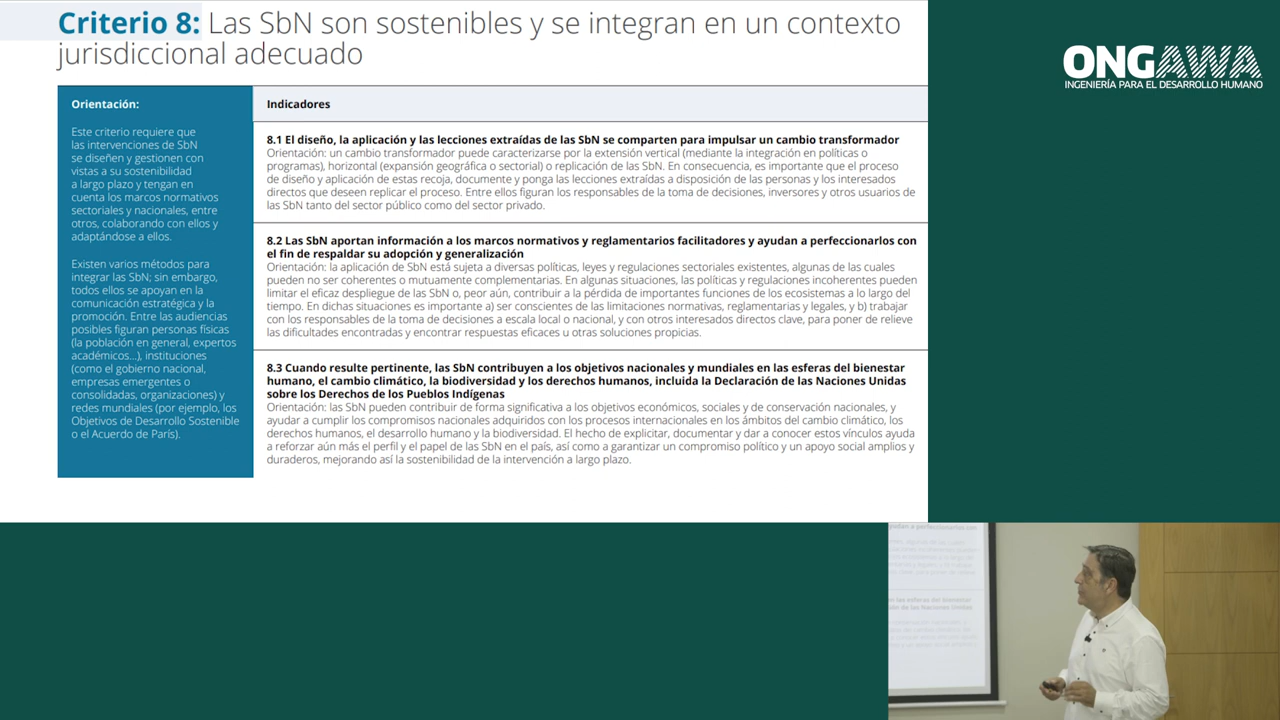 Criterio 8: Las SbN son sostenibles y se integran en un contexto
jurisdiccional adecuado
ONGAWA
INGENIERÍA PARA EL DESARROLLO HUMANO
Orientación:
Este criterio requiere que
las intervenciones de SbN
se diseñen y gestionen con
vistas a su sostenibilidad
a largo plazo y tengan en
cuenta los marcos normativos
sectoriales y nacionales, entre
otros, colaborando con ellos y
adaptándose a ellos.
Existen varios métodos para
integrar las SbN; sin embargo,
todos ellos se apoyan en la
comunicación estratégica y la
promoción. Entre las audiencias
posibles figuran personas físicas
(la población en general, expertos
académicos...), instituciones
(como el gobierno nacional,
empresas emergentes o
consolidadas, organizaciones) y
redes mundiales (por ejemplo, los
Objetivos de Desarrollo Sostenible
o el Acuerdo de París).
Indicadores
8.1 El diseño, la aplicación y las lecciones extraídas de las SbN se comparten para impulsar un cambio transformador
Orientación: un cambio transformador puede caracterizarse por la extensión vertical (mediante la integración en políticas o
programas), horizontal (expansión geográfica o sectorial) o replicación de las SbN. En consecuencia, es importante que el proceso
de diseño y aplicación de estas recoja, documente y ponga las lecciones extraídas a disposición de las personas y los interesados
directos que deseen replicar el proceso. Entre ellos figuran los responsables de la toma de decisiones, inversores y otros usuarios de
las SbN tanto del sector público como del sector privado.
8.2 Las SbN aportan información a los marcos normativos y reglamentarios facilitadores y ayudan a perfeccionarlos con
el fin de respaldar su adopción y generalización
Orientación: la aplicación de SbN está sujeta a diversas políticas, leyes y regulaciones sectoriales existentes, algunas de las cuales
pueden no ser coherentes o mutuamente complementarias. En algunas situaciones, las políticas y regulaciones incoherentes pueden
limitar el eficaz despliegue de las SbN o, peor aún, contribuir a la pérdida de importantes funciones de los ecosistemas a lo largo del
tiempo. En dichas situaciones es importante a) ser conscientes de las limitaciones normativas, reglamentarias y legales, y b) trabajar
con los responsables de la toma de decisiones a escala local o nacional, y con otros interesados directos clave, para poner de relieve
las dificultades encontradas y encontrar respuestas eficaces u otras soluciones propicias.
8.3 Cuando resulte pertinente, las SbN contribuyen a los objetivos nacionales y mundiales en las esferas del bienestar
humano, el cambio climático, la biodiversidad y los derechos humanos, incluida la Declaración de las Naciones Unidas
sobre los Derechos de los Pueblos Indígenas
Orientación: las SbN pueden contribuir de forma significativa a los objetivos económicos, sociales y de conservación nacionales, y
ayudar a cumplir los compromisos nacionales adquiridos con los procesos internacionales en los ámbitos del cambio climático, los
derechos humanos, el desarrollo humano y la biodiversidad. El hecho de explicitar, documentar y dar a conocer estos vínculos ayuda
a reforzar aún más el perfil y el papel de las SbN en el país, así como a garantizar un compromiso político y un apoyo social amplios y
duraderos, mejorando así la sostenibilidad de la intervención a largo plazo.